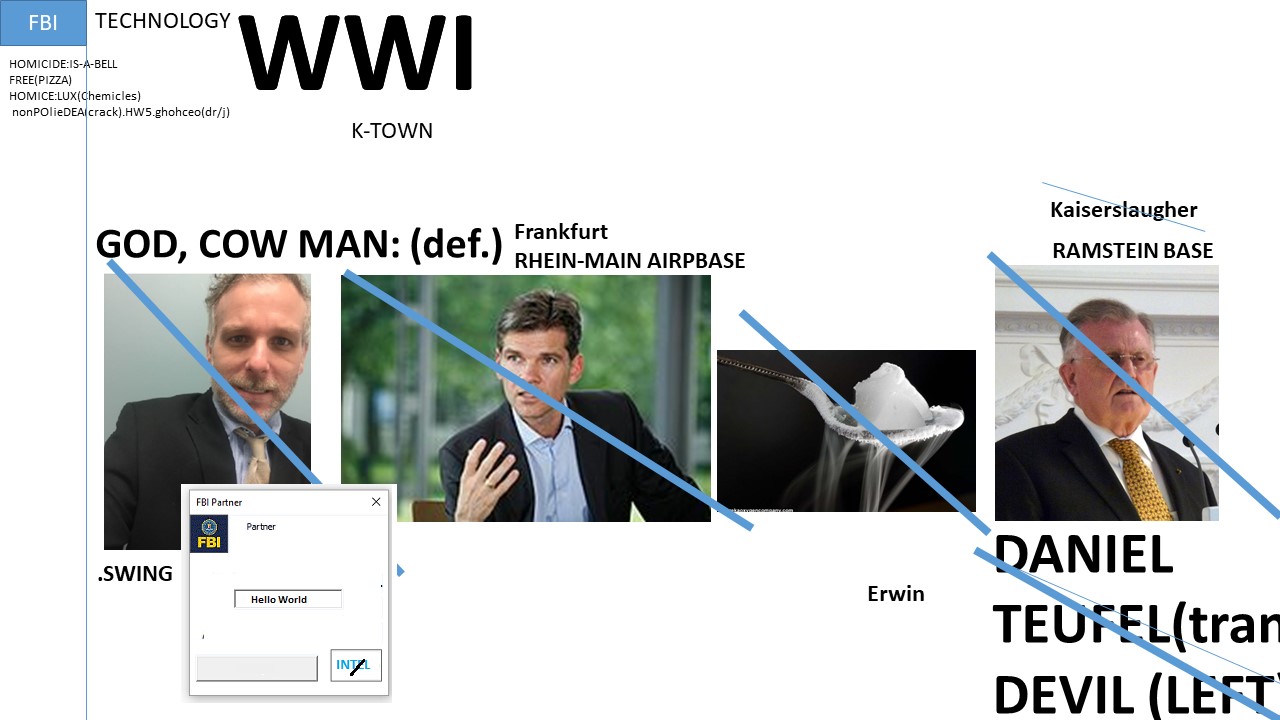 FBI
TECHNOLOGY
WWI
HOMICIDE:IS-A-BELL
FREE(PIZZA)
HOMICE:LUX(Chemicles)
nonPOlieDEA(crack).HW5.ghohceo(dr/j)
K-TOWN
Kaiserslaugher
RAMSTEIN BASE
GOD, COW MAN: (def.)
Frankfurt
RHEIN-MAIN AIRPBASE
FBI Partner
Partner
FBI
Hello World
INTEL
.SWING
Erwin
DANIEL
TEUFEL(tran
DEVIL (LEFT)